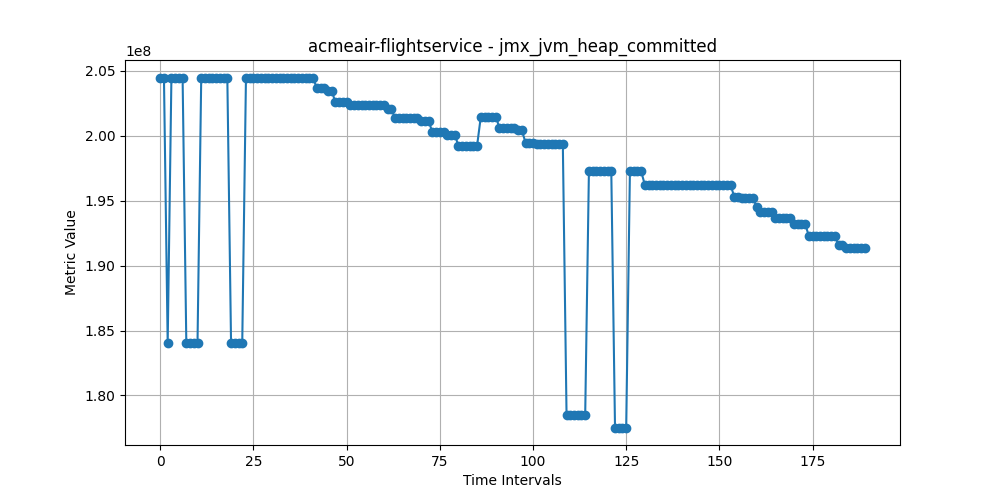 acmeair-flightservice - jmx_jvm_heap_committed
1e8
2.05
2.00
1.95
1.90
1.85
1.80
Metric Value
0 25 50 75 100 125 150 175
Time Intervals